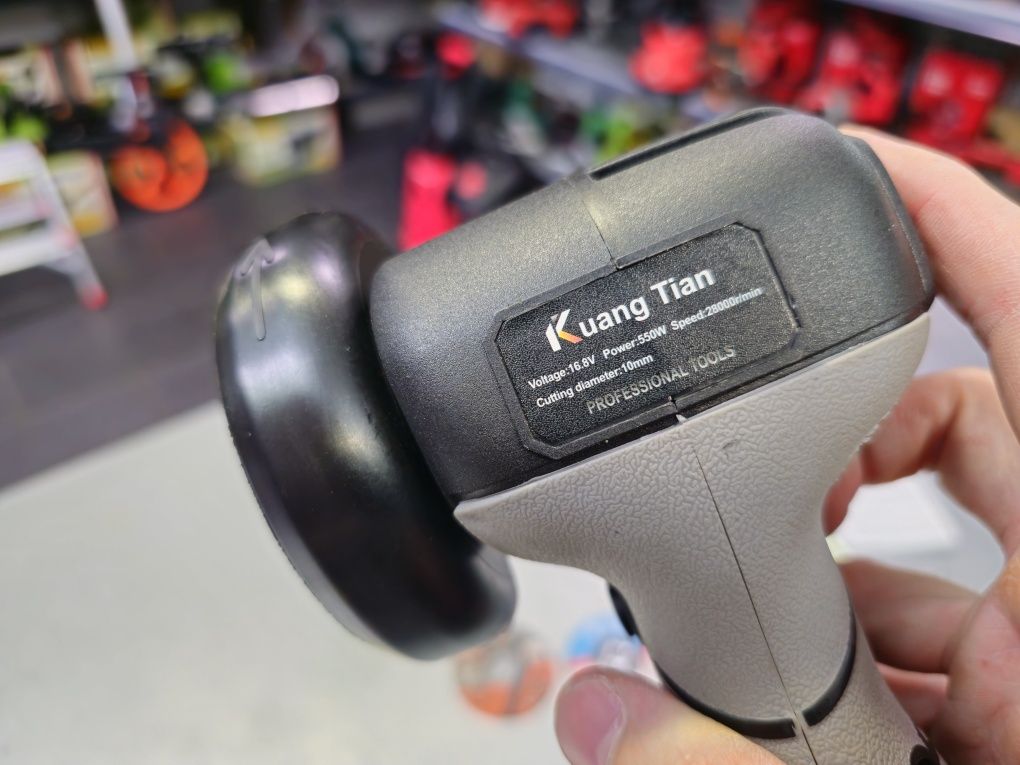 Kuang Tian
Voltage:16.8V Power:550W Speed:28000r/min
Cutting diameter:10mm
PROFESSIONAL TOOLS